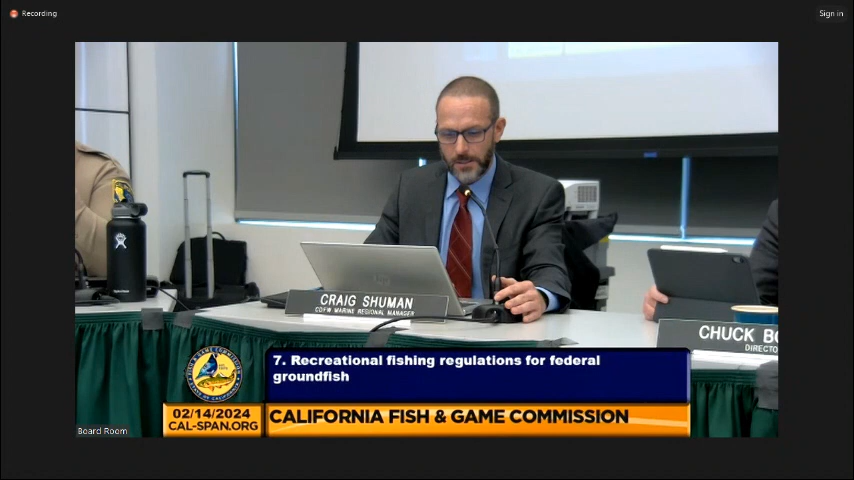 Recording
Sign in
CRAIG SHUMAN
CDFW MARINE REGIONAL MANAGER
CHUCK BO
DIRECTO
7. Recreational fishing regulations for federal
groundfish
02/14/2024
CAL-SPAN.ORG
CALIFORNIA FISH & GAME COMMISSION
Board Room